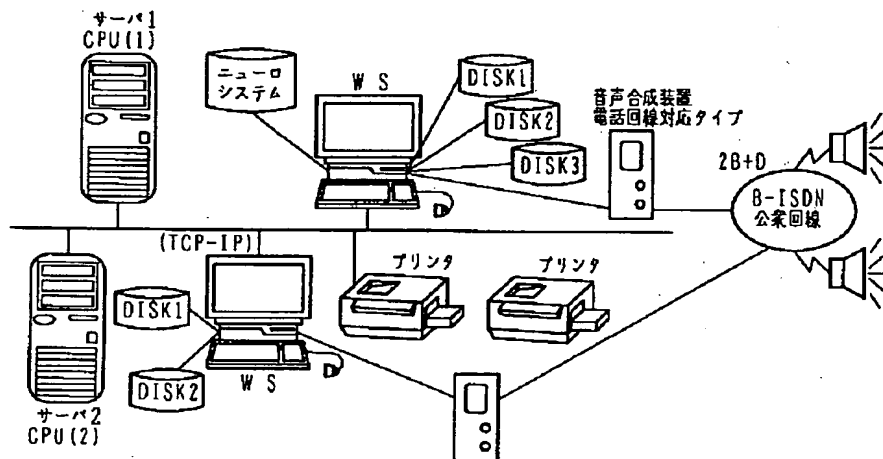 サーバ1
CPU(1)
ニューロ
システム
W S
DISK1
DISK2
DISK3
音声合成装置
電話回線対応タイプ
2B+D
B-ISDN
公衆回線
(TCP-IP)
プリンタ
プリンタ
DISK1
DISK2
W S
サーバ2
CPU(2)